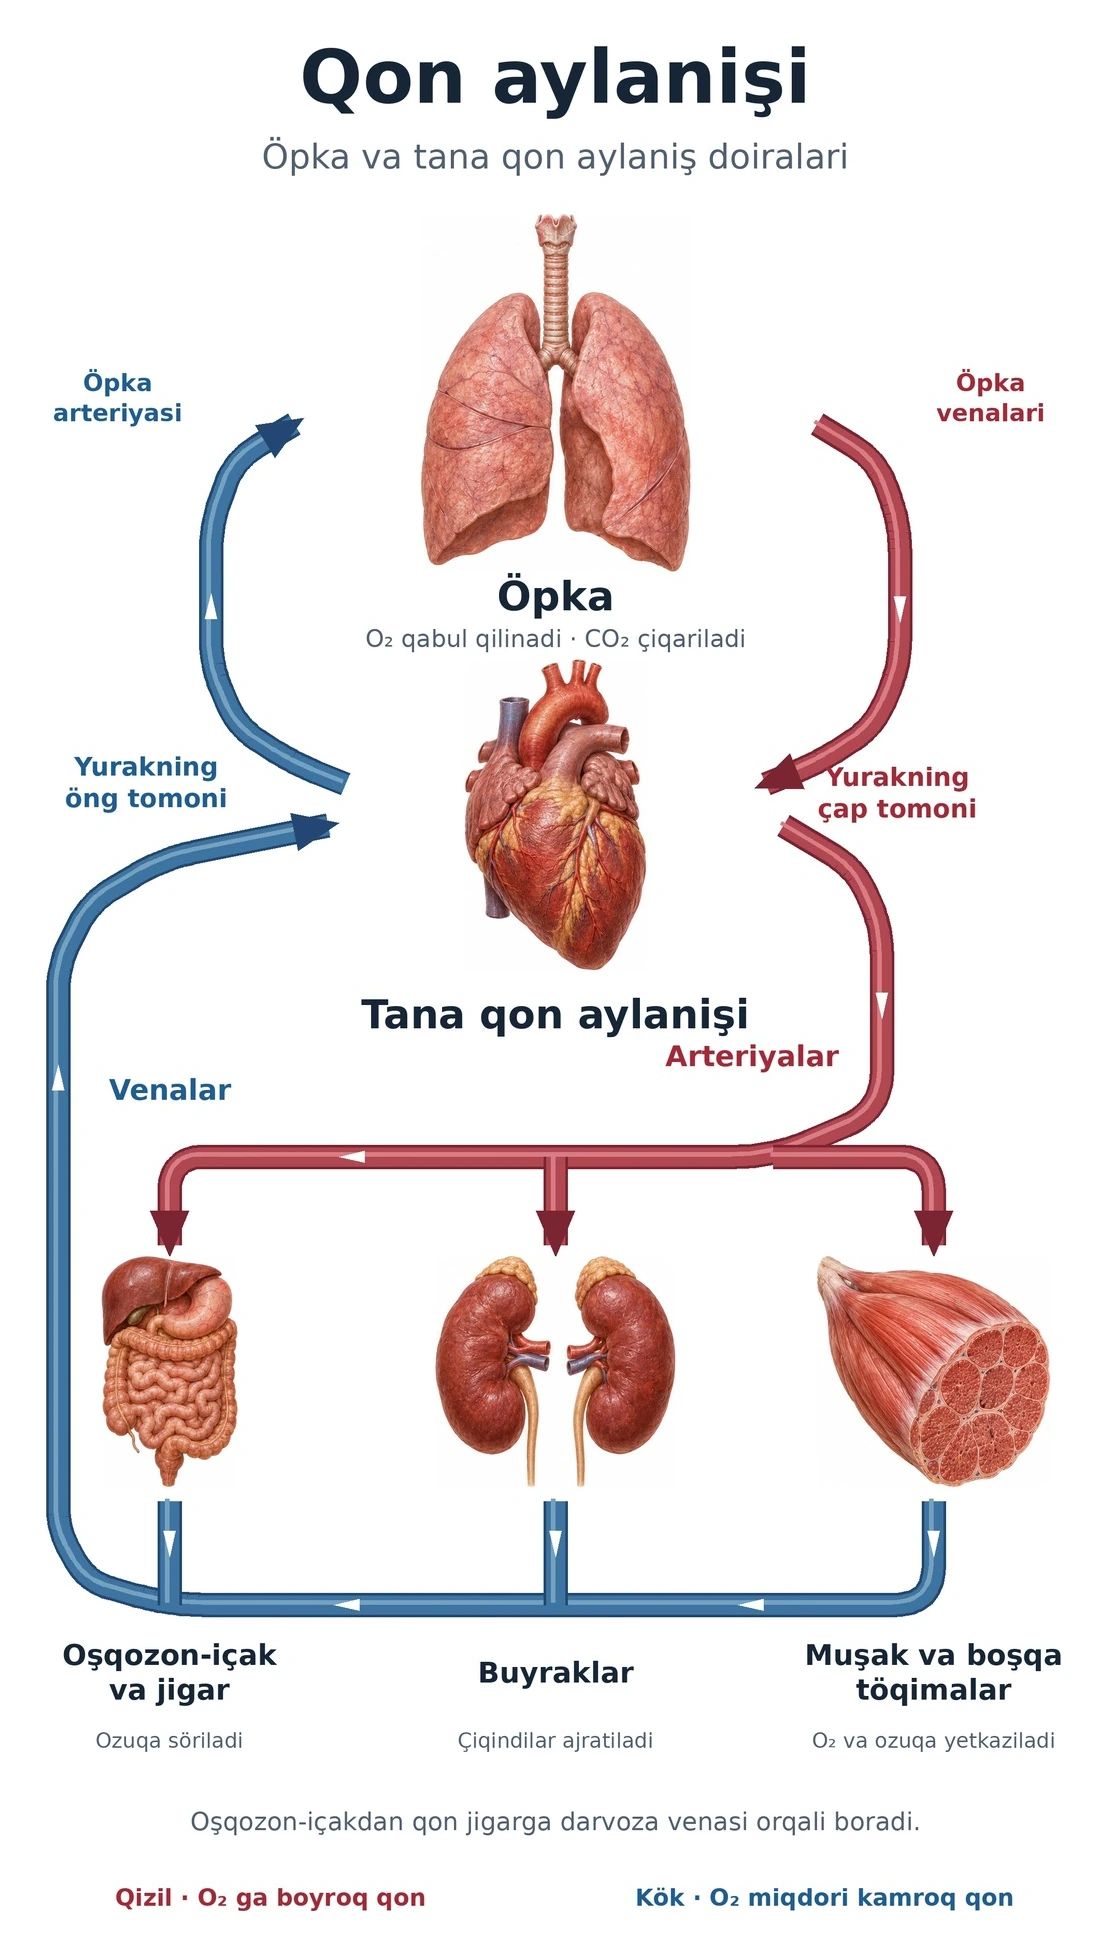 Qon aylanişi
Öpka va tana qon aylaniş doiralari
Öpka
arteriyasi
Öpka
venalari
Öpka
O₂ qabul qilinadi · CO₂ çiqariladi
Yurakning
öng tomoni
Yurakning
çap tomoni
Tana qon aylanişi
Arteriyalar
Venalar
Oşqozon-içak
va jigar
Buyraklar
Muşak va boşqa
töqimalar
Ozuqa söriladi
Çiqindilar ajratiladi
O₂ va ozuqa yetkaziladi
Oşqozon-içakdan qon jigarga darvoza venasi orqali boradi.
Qizil · O₂ ga boyroq qon
Kök · O₂ miqdori kamroq qon